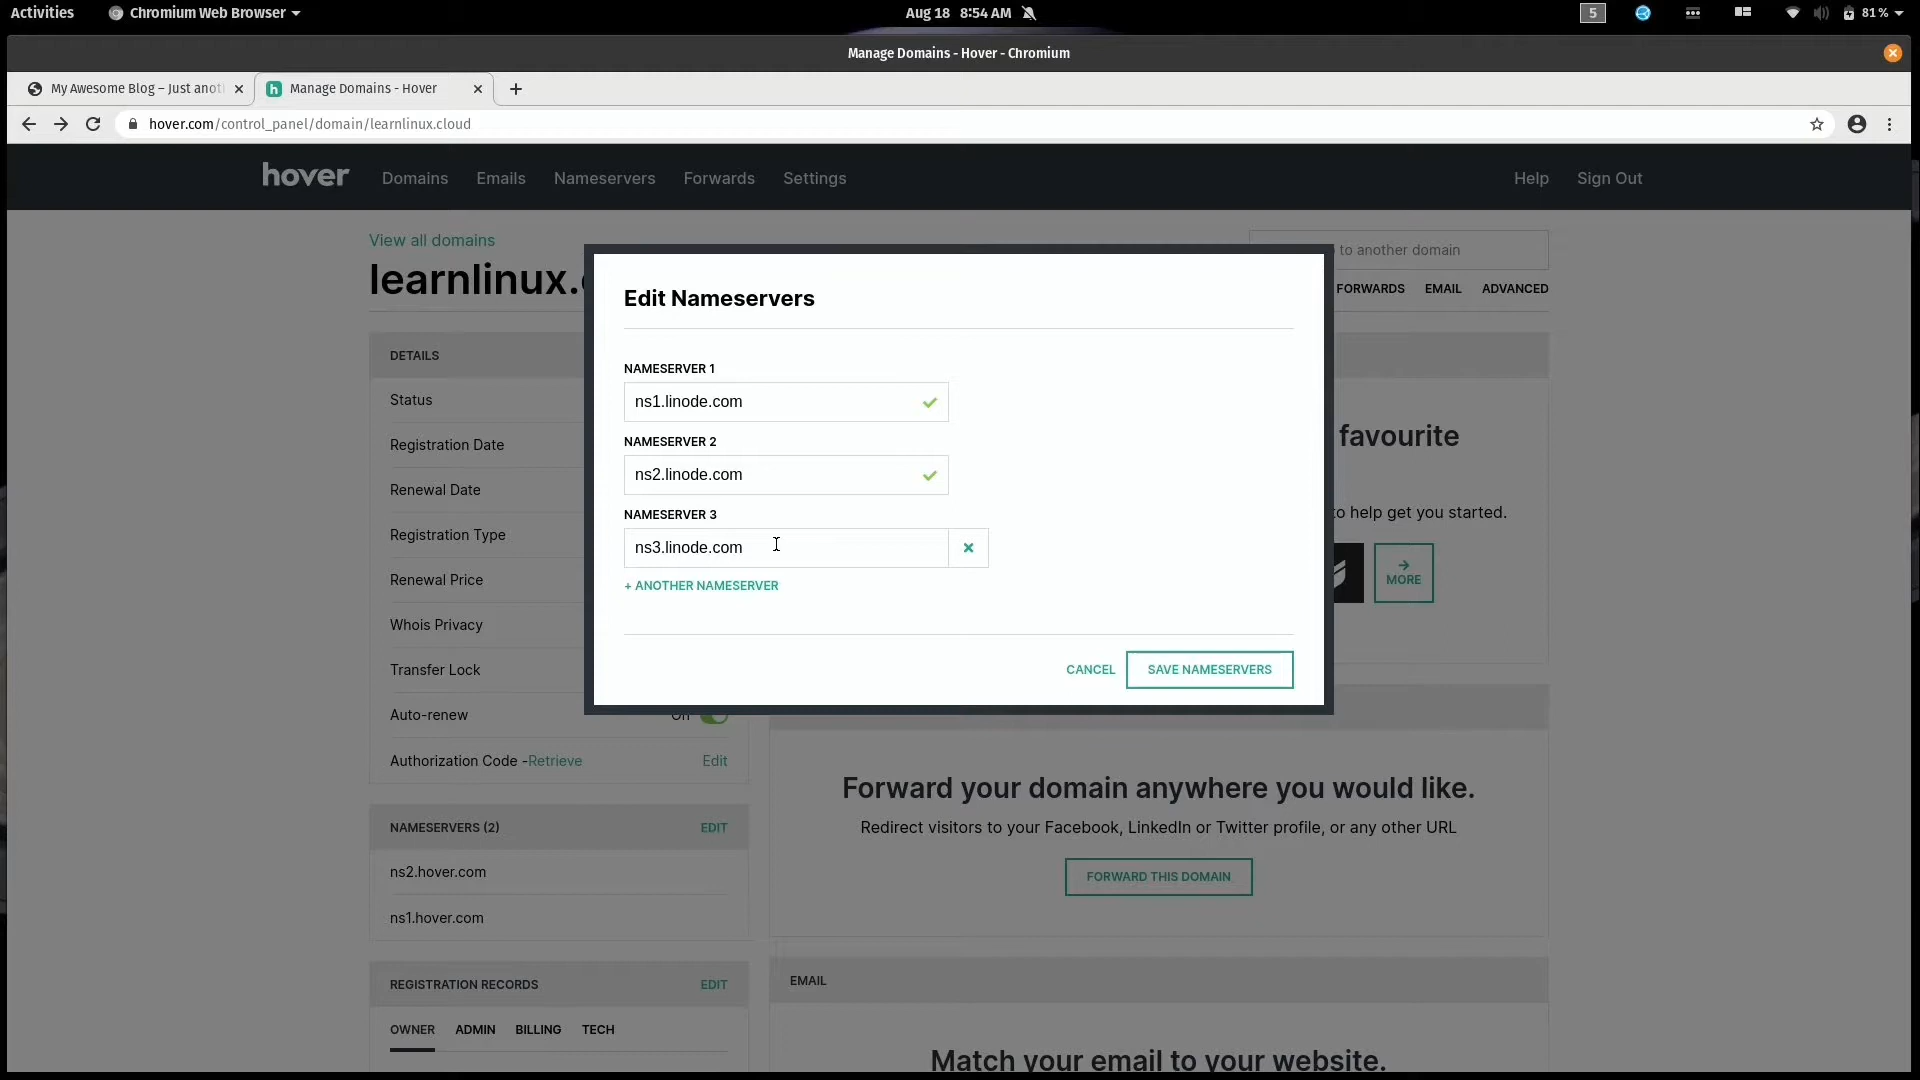 Activities
Chromium Web Browser
Aug 18 8:54 AM
5
81 %
Manage Domains - Hover - Chromium
My Awesome Blog – Just anot
Manage Domains - Hover
hover.com/control_panel/domain/learnlinux.cloud
hover
Domains
Emails
Nameservers
Forwards
Settings
Help
Sign Out
View all domains
to another domain
learnlinux.
FORWARDS
EMAIL
ADVANCED
DETAILS
Status
Registration Date
Renewal Date
Registration Type
Renewal Price
Whois Privacy
Transfer Lock
Auto-renew
On
Authorization Code -Retrieve
Edit
Edit Nameservers
NAMESERVER 1
ns1.linode.com
NAMESERVER 2
ns2.linode.com
NAMESERVER 3
ns3.linode.com
+ ANOTHER NAMESERVER
CANCEL
SAVE NAMESERVERS
favourite
to help get you started.
MORE
NAMESERVERS (2)
EDIT
ns2.hover.com
ns1.hover.com
Forward your domain anywhere you would like.
Redirect visitors to your Facebook, LinkedIn or Twitter profile, or any other URL
FORWARD THIS DOMAIN
REGISTRATION RECORDS
EDIT
OWNER
ADMIN
BILLING
TECH
EMAIL
Match your email to your website.